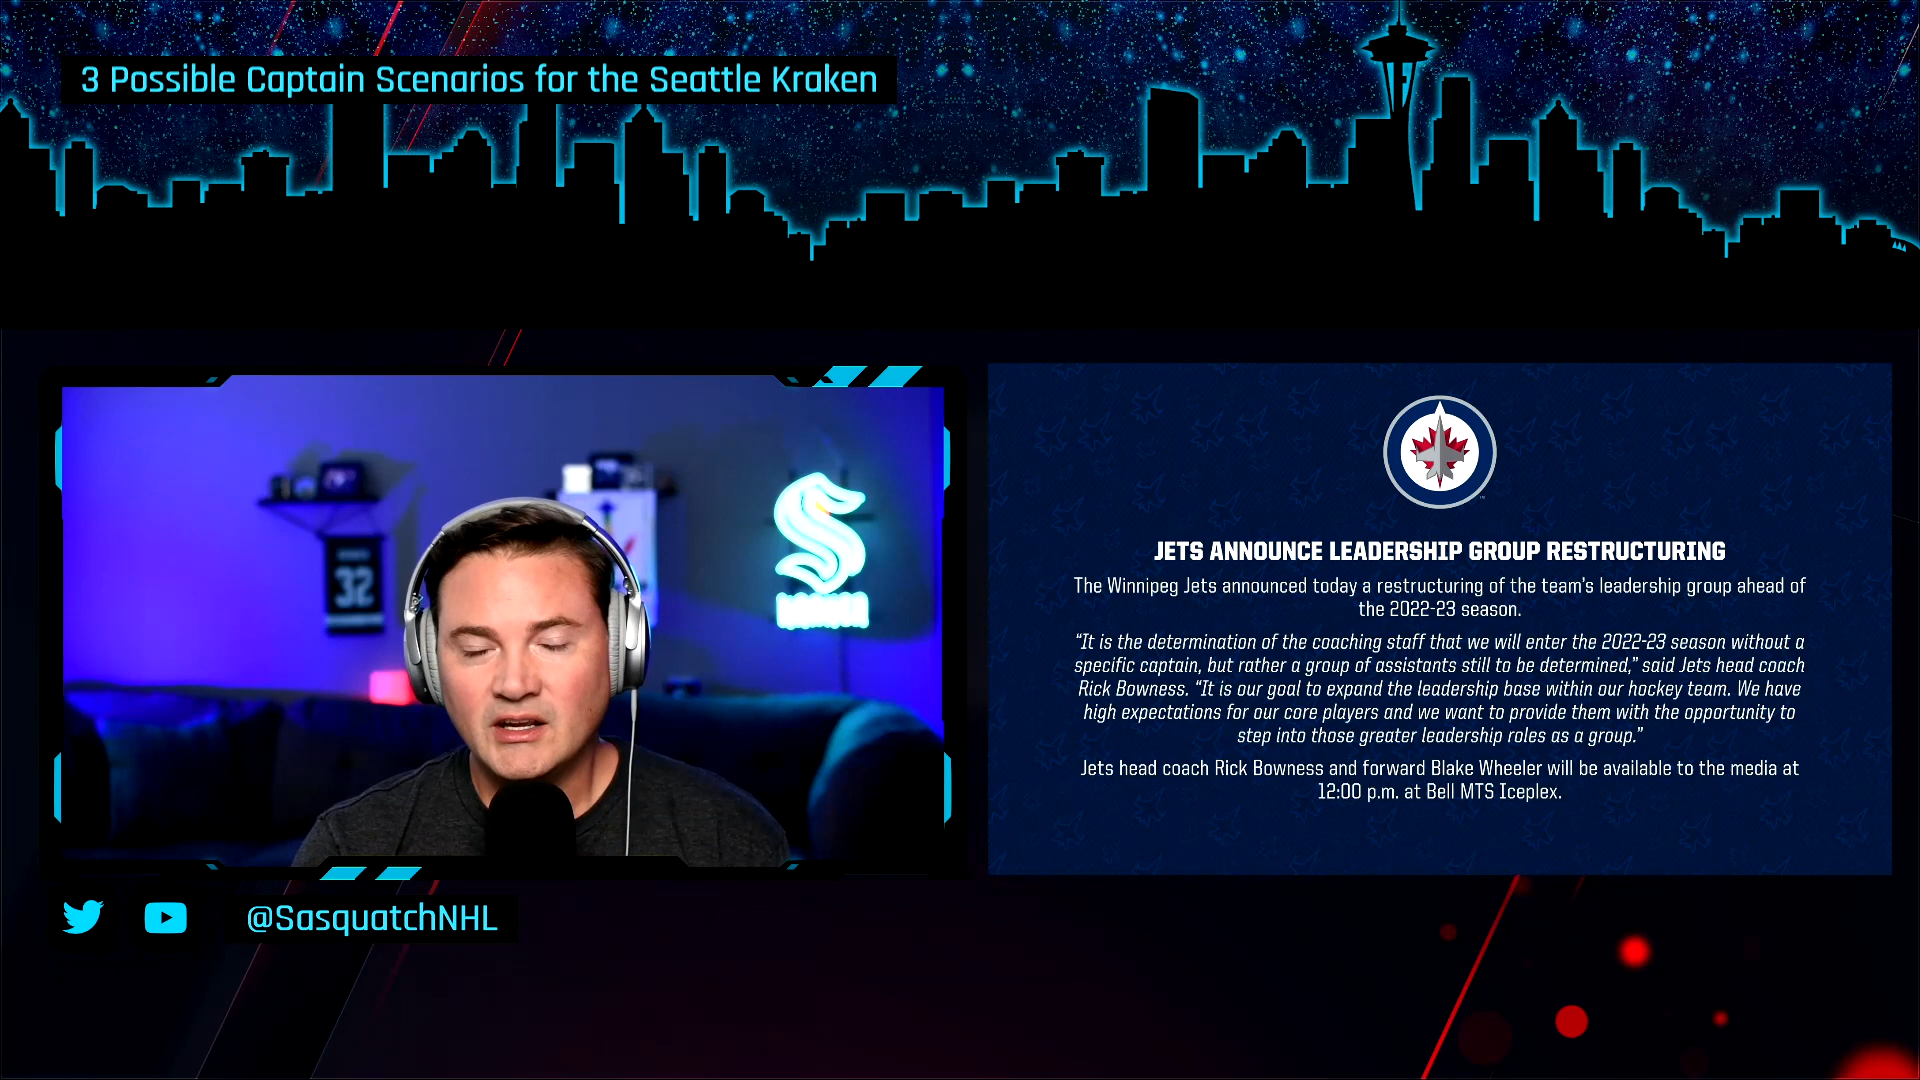 3 Possible Captain Scenarios for the Seattle Kraken
32
JETS ANNOUNCE LEADERSHIP GROUP RESTRUCTURING
The Winnipeg Jets announced today a restructuring of the team's leadership group ahead of
the 2022-23 season.
"It is the determination of the coaching staff that we will enter the 2022-23 season without a
specific captain, but rather a group of assistants still to be determined," said Jets head coach
Rick Bowness. "It is our goal to expand the leadership base within our hockey team. We have
high expectations for our core players and we want to provide them with the opportunity to
step into those greater leadership roles as a group."
Jets head coach Rick Bowness and forward Blake Wheeler will be available to the media at
12:00 p.m. at Bell MTS Iceplex.
@SasquatchNHL